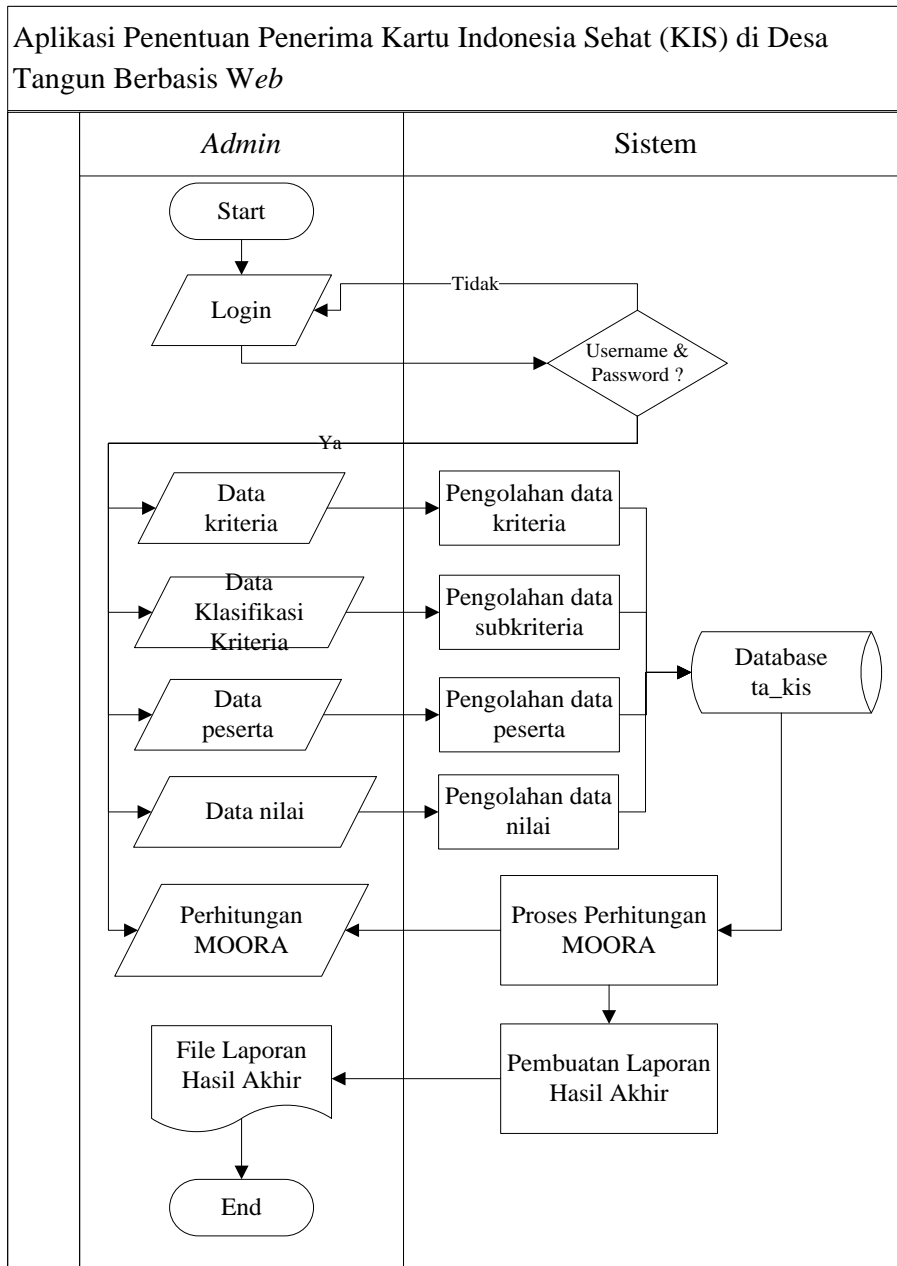 Aplikasi Penentuan Penerima Kartu Indonesia Sehat (KIS) di Desa
Tangun Berbasis Web
Admin
Sistem
Start
Login
Tidak
Username &
Password ?
Ya
Data
kriteria
Pengolahan data
kriteria
Data
Klasifikasi
Kriteria
Pengolahan data
subkriteria
Database
ta_kis
Data
peserta
Pengolahan data
peserta
Data nilai
Pengolahan data
nilai
Perhitungan
MOORA
Proses Perhitungan
MOORA
File Laporan
Hasil Akhir
Pembuatan Laporan
Hasil Akhir
End